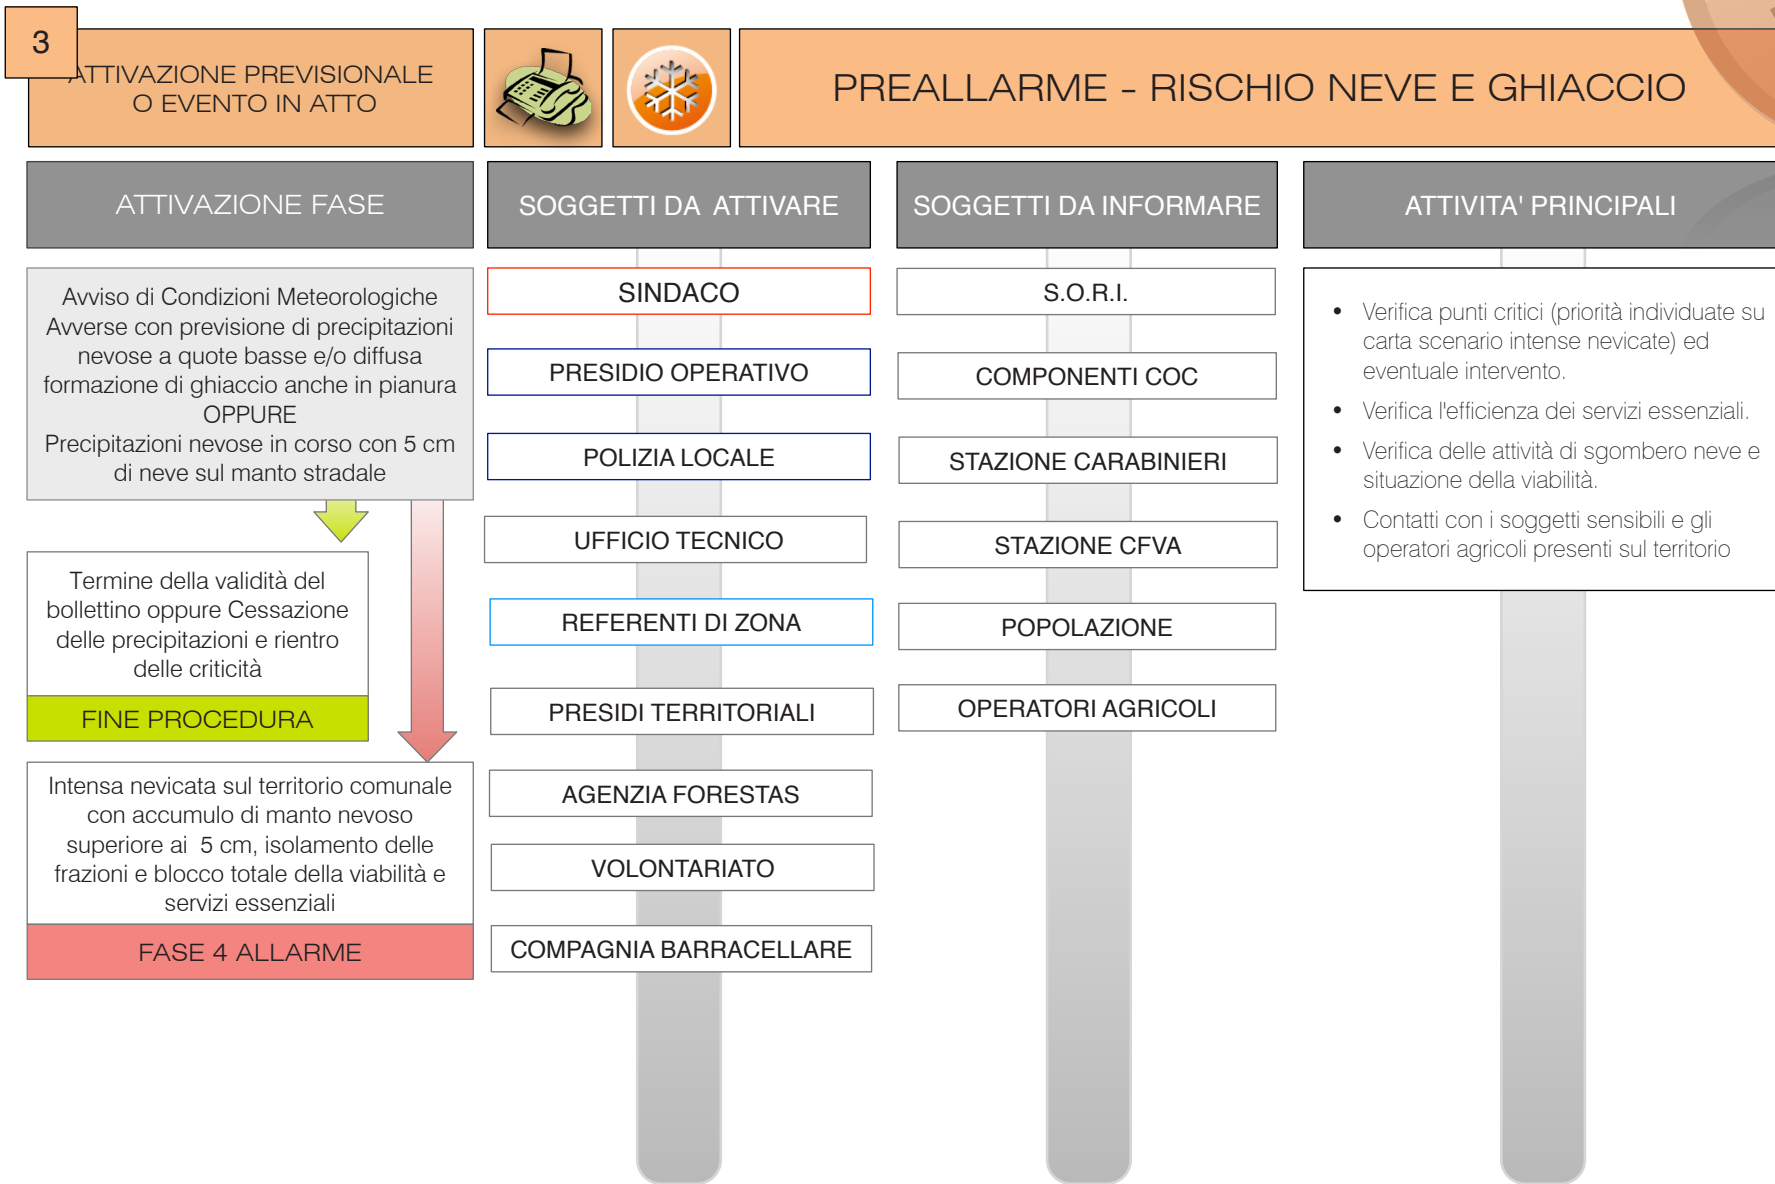 3
ATTIVAZIONE PREVISIONALE
O EVENTO IN ATTO
PREALLARME - RISCHIO NEVE E GHIACCIO
ATTIVAZIONE FASE
Avviso di Condizioni Meteorologiche
Avverse con previsione di precipitazioni
nevose a quote basse e/o diffusa
formazione di ghiaccio anche in pianura
OPPURE
Precipitazioni nevose in corso con 5 cm
di neve sul manto stradale
Termine della validità del
bollettino oppure Cessazione
delle precipitazioni e rientro
delle criticità
FINE PROCEDURA
Intensa nevicata sul territorio comunale
con accumulo di manto nevoso
superiore ai 5 cm, isolamento delle
frazioni e blocco totale della viabilità e
servizi essenziali
FASE 4 ALLARME
SOGGETTI DA ATTIVARE
SINDACO
PRESIDIO OPERATIVO
POLIZIA LOCALE
UFFICIO TECNICO
REFERENTI DI ZONA
PRESIDI TERRITORIALI
AGENZIA FORESTAS
VOLONTARIATO
COMPAGNIA BARRACELLARE
SOGGETTI DA INFORMARE
S.O.R.I.
COMPONENTI COC
STAZIONE CARABINIERI
STAZIONE CFVA
POPOLAZIONE
OPERATORI AGRICOLI
ATTIVITA' PRINCIPALI
• Verifica punti critici (priorità individuate su
carta scenario intense nevicate) ed
eventuale intervento.
• Verifica l'efficienza dei servizi essenziali.
• Verifica delle attività di sgombero neve e
situazione della viabilità.
• Contatti con i soggetti sensibili e gli
operatori agricoli presenti sul territorio